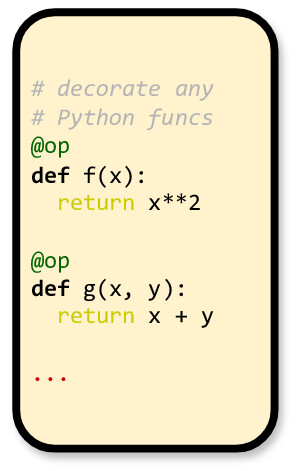 # decorate any
# Python funcs
@op
def f(x):
  return x**2

@op
def g(x, y):
  return x + y

...